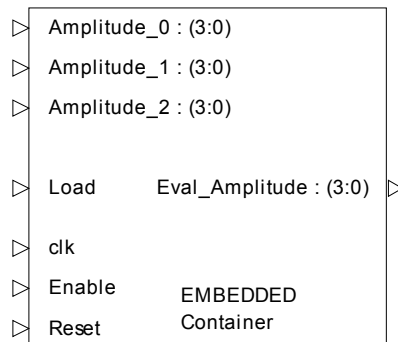 Amplitude_0 : (3:0)
Amplitude_1 : (3:0)
Amplitude_2 : (3:0)
Load Eval_Amplitude : (3:0)
clk
Enable
EMBEDDED
Reset
Container